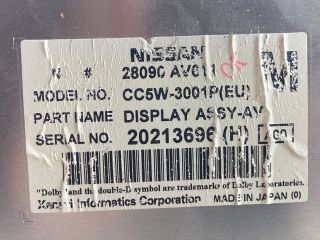 NISSAN
N # 28090 AV611
MODEL NO. CC5W-3001P(EU)
PART NAME DISPLAY ASSY-AV
SERIAL NO. 20213696 (H)
"Dolby" and the double-D symbol are trademarks of Dolby Laboratories.
Xanavi Informatics Corporation MADE IN JAPAN (0)